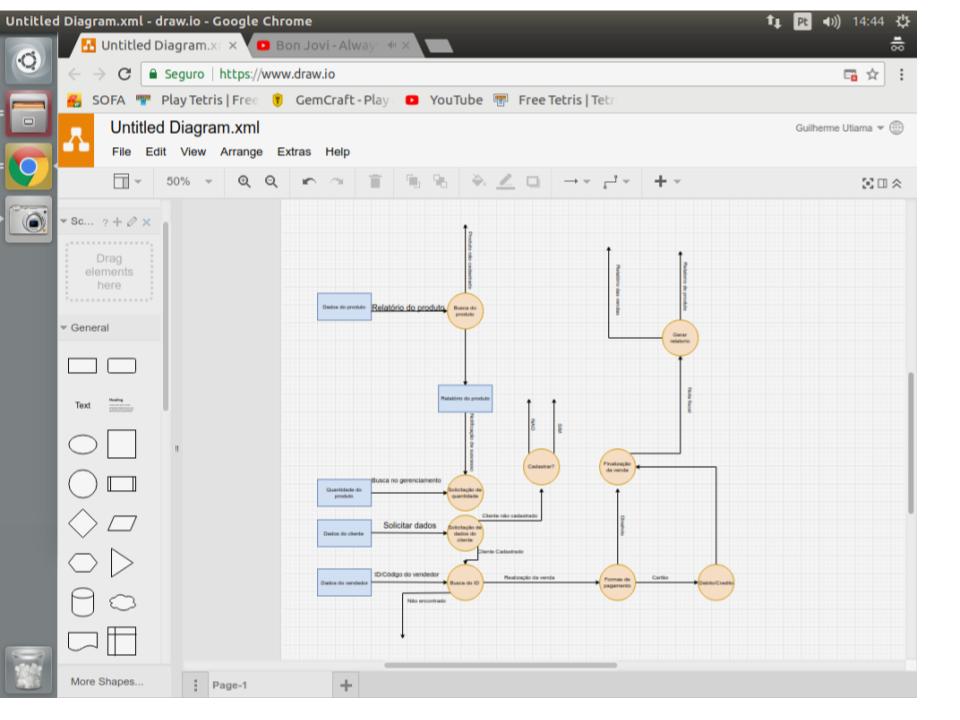 Untitled Diagram.xml - draw.io - Google Chrome
Pt
14:44
Untitled Diagram.x
Bon Jovi - Alway
Seguro
https://www.draw.io
SOFA
Play Tetris | Free
GemCraft - Play
YouTube
Free Tetris | Tetr
Untitled Diagram.xml
Guilherme Utiama
File Edit View Arrange Extras Help
50%
Sc...
Drag
elements
here
General
Text
Heading
More Shapes...
Page-1
Produto não cadastrado
Dados do produto
Relatório do produto
Busca do
produto
Relatório das vendas
Relatório do produto
Gerar
relatorio
Relatório do produto
Notificação de sucesso
NÃO
SIM
Nota fiscal
Cadastrar?
Finalização
da venda
Busca no gerenciamento
Quantidade do
produto
Solicitação de
quantidade
Cliente não cadastrado
Solicitar dados
Dados do cliente
Solicitação de
dados do
cliente
Dinheiro
Cliente Cadastrado
ID/Código do vendedor
Dados do vendedor
Busca do ID
Realização da venda
Formas de
pagamento
Cartão
Debito/Credito
Não encontrado